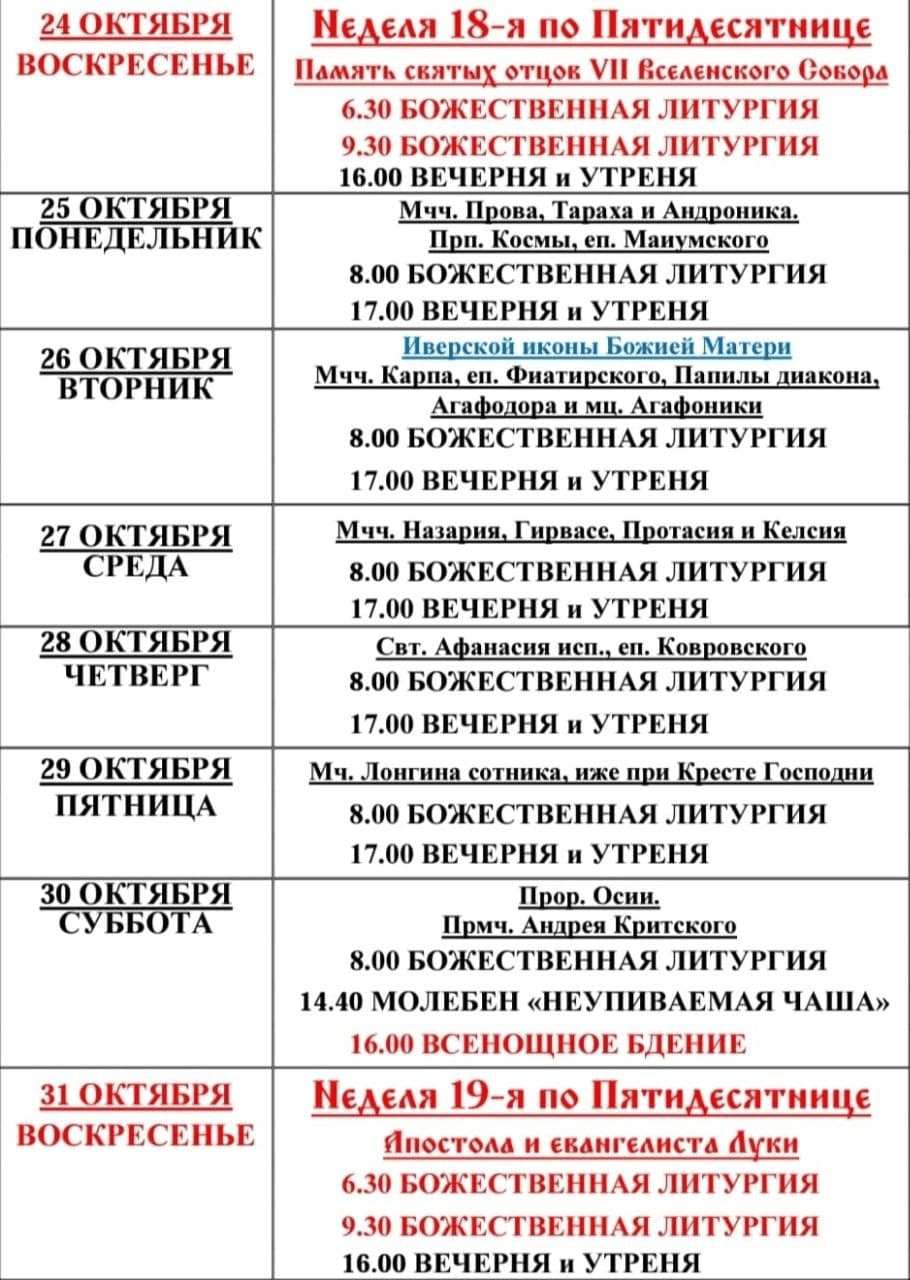 24 ОКТЯБРЯ
ВОСКРЕСЕНЬЕ
Неделя 18-я по Пятидесятнице
Память святых отцов VII Вселенского Собора
6.30 БОЖЕСТВЕННАЯ ЛИТУРГИЯ
9.30 БОЖЕСТВЕННАЯ ЛИТУРГИЯ
16.00 ВЕЧЕРНЯ и УТРЕНЯ
25 ОКТЯБРЯ
ПОНЕДЕЛЬНИК
Мчч. Прова, Тараха и Андроника.
Прп. Космы, еп. Маиумского
8.00 БОЖЕСТВЕННАЯ ЛИТУРГИЯ
17.00 ВЕЧЕРНЯ и УТРЕНЯ
26 ОКТЯБРЯ
ВТОРНИК
Иверской иконы Божией Матери
Мчч. Карпа, еп. Фиатирского, Папилы диакона,
Агафодора и мц. Агафоники
8.00 БОЖЕСТВЕННАЯ ЛИТУРГИЯ
17.00 ВЕЧЕРНЯ и УТРЕНЯ
27 ОКТЯБРЯ
СРЕДА
Мчч. Назария, Гирвасе, Протасия и Келсия
8.00 БОЖЕСТВЕННАЯ ЛИТУРГИЯ
17.00 ВЕЧЕРНЯ и УТРЕНЯ
28 ОКТЯБРЯ
ЧЕТВЕРГ
Свт. Афанасия исп., еп. Ковровского
8.00 БОЖЕСТВЕННАЯ ЛИТУРГИЯ
17.00 ВЕЧЕРНЯ и УТРЕНЯ
29 ОКТЯБРЯ
ПЯТНИЦА
Мч. Лонгина сотника, иже при Кресте Господни
8.00 БОЖЕСТВЕННАЯ ЛИТУРГИЯ
17.00 ВЕЧЕРНЯ и УТРЕНЯ
30 ОКТЯБРЯ
СУББОТА
Прор. Осии.
Прмч. Андрея Критского
8.00 БОЖЕСТВЕННАЯ ЛИТУРГИЯ
14.40 МОЛЕБЕН «НЕУПИВАЕМАЯ ЧАША»
16.00 ВСЕНОЩНОЕ БДЕНИЕ
31 ОКТЯБРЯ
ВОСКРЕСЕНЬЕ
Неделя 19-я по Пятидесятнице
Апостола и евангелиста Луки
6.30 БОЖЕСТВЕННАЯ ЛИТУРГИЯ
9.30 БОЖЕСТВЕННАЯ ЛИТУРГИЯ
16.00 ВЕЧЕРНЯ и УТРЕНЯ